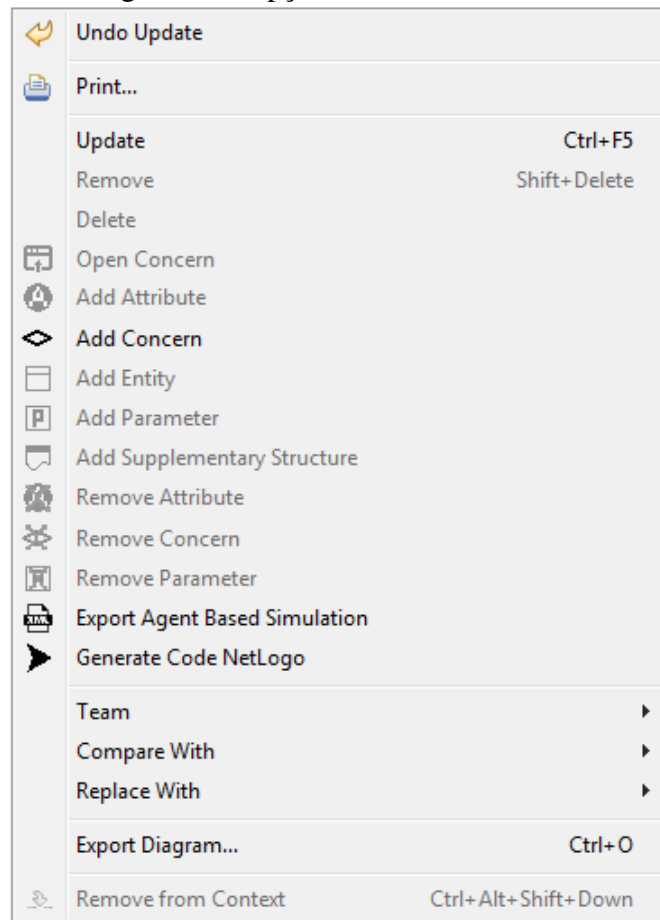 Undo Update
Print...
Update Ctrl+F5
Remove Shift+Delete
Delete
Open Concern
Add Attribute
Add Concern
Add Entity
P Add Parameter
Add Supplementary Structure
Remove Attribute
Remove Concern
Remove Parameter
Export Agent Based Simulation
Generate Code NetLogo
Team
Compare With
Replace With
Export Diagram... Ctrl+O
Remove from Context Ctrl+Alt+Shift+Down